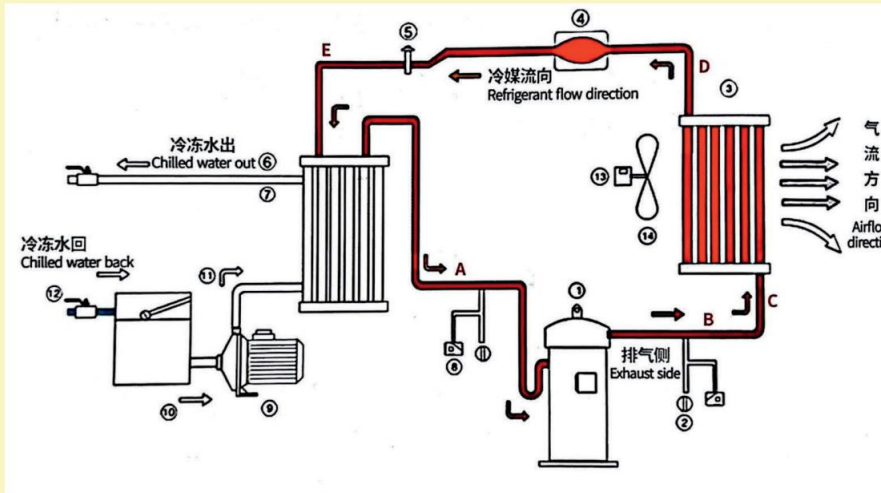 ④
⑤
E
D
冷媒流向
Refrigerant flow direction
③
冷冻水出
Chilled water out ⑥
⑦
⑬
⑭
气
流
方
向
Airflo
directi
冷冻水回
Chilled water back
⑪
⑫
A
①
B
C
⑧
排气侧
Exhaust side
②
⑩
⑨